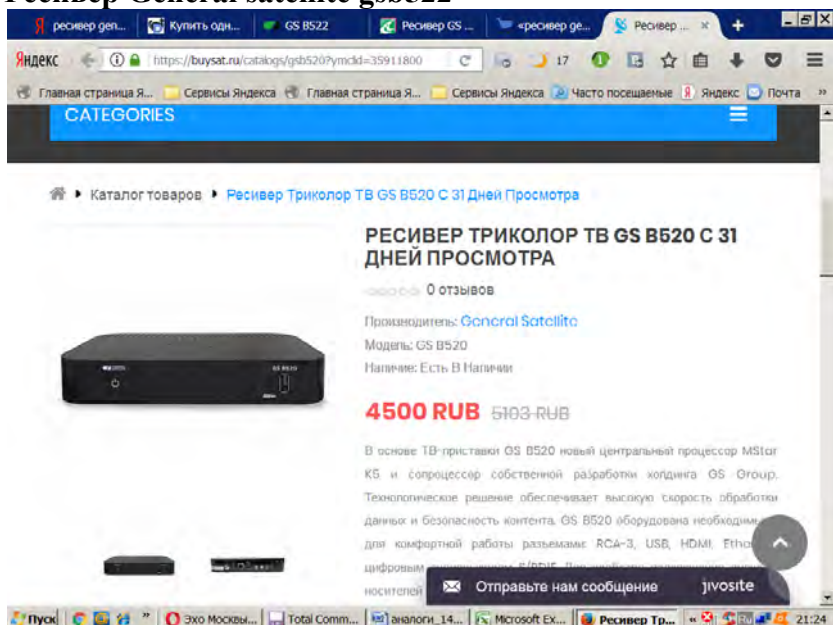 Ресивер General satellite gsb522
ресивер ген...
Купить одн...
GS B522
Ресивер GS ...
«ресивер ge...
Ресивер ...
Яндекс
https://buysat.ru/catalogs/gsb520?ymclid=35911800
17
Главная страница Я...
Сервисы Яндекса
Главная страница Я...
Сервисы Яндекса
Часто посещаемые
Яндекс
Почта
CATEGORIES
Каталог товаров
Ресивер Триколор ТВ GS B520 С 31 Дней Просмотра
РЕСИВЕР ТРИКОЛОР ТВ GS B520 С 31
ДНЕЙ ПРОСМОТРА
0 отзывов
Производитель: General Satellite
Модель: GS B520
Наличие: Есть В Наличии
4500 RUB 5103 RUB
В основе ТВ-приставки GS B520 новый центральный процессор MStar
K5 и сопроцессор собственной разработки холдинга GS Group.
Технологическое решение обеспечивает высокую скорость обработки
данных и безопасность контента. GS B520 оборудована необходимы
для комфортной работы разъемами: RCA-3, USB, HDMI,
цифровым S/PDIF.
носителей
GS B520
Отправьте нам сообщение
jivosite
Пуск
Эхо Москвы...
Total Comm...
аналоги_14...
Microsoft Ex...
Ресивер Тр...
Ru
21:24